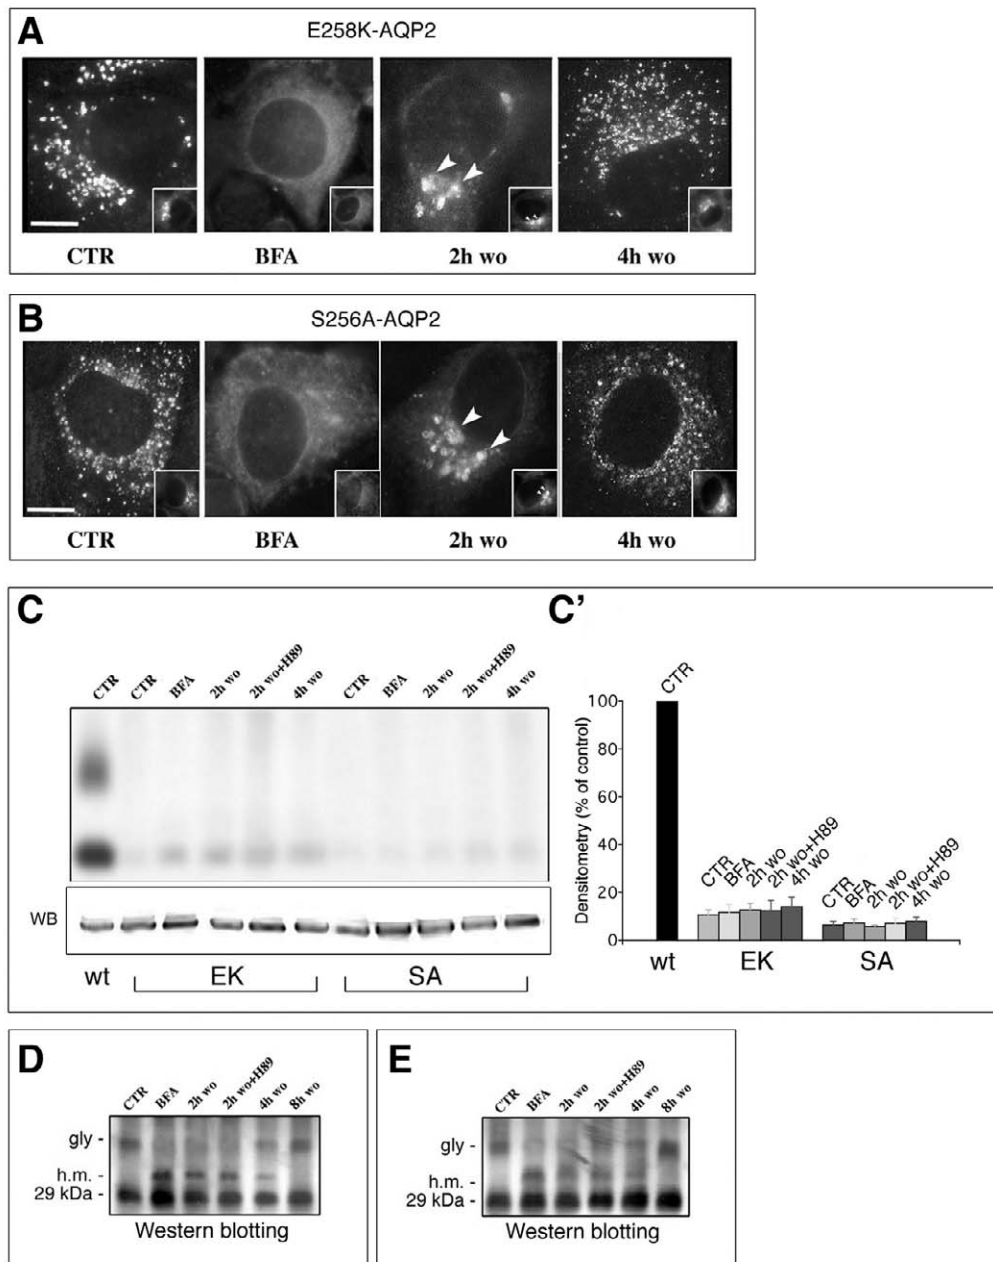 A
E258K-AQP2
CTR BFA 2h wo 4h wo
B
S256A-AQP2
CTR BFA 2h wo 4h wo
C
CTR CTR BFA 2h wo 2h wo+H89 4h wo CTR BFA 2h wo 2h wo+H89 4h wo
WB
wt EK SA
C'
Densitometry (% of control)
100
80
60
40
20
0
CTR
CTR BFA 2h wo 2h wo+H89 4h wo
CTR BFA 2h wo 2h wo+H89 4h wo
wt EK SA
D
CTR BFA 2h wo 2h wo+H89 4h wo 8h wo
gly -
h.m. -
29 kDa -
Western blotting
E
CTR BFA 2h wo 2h wo+H89 4h wo 8h wo
gly -
h.m. -
29 kDa -
Western blotting